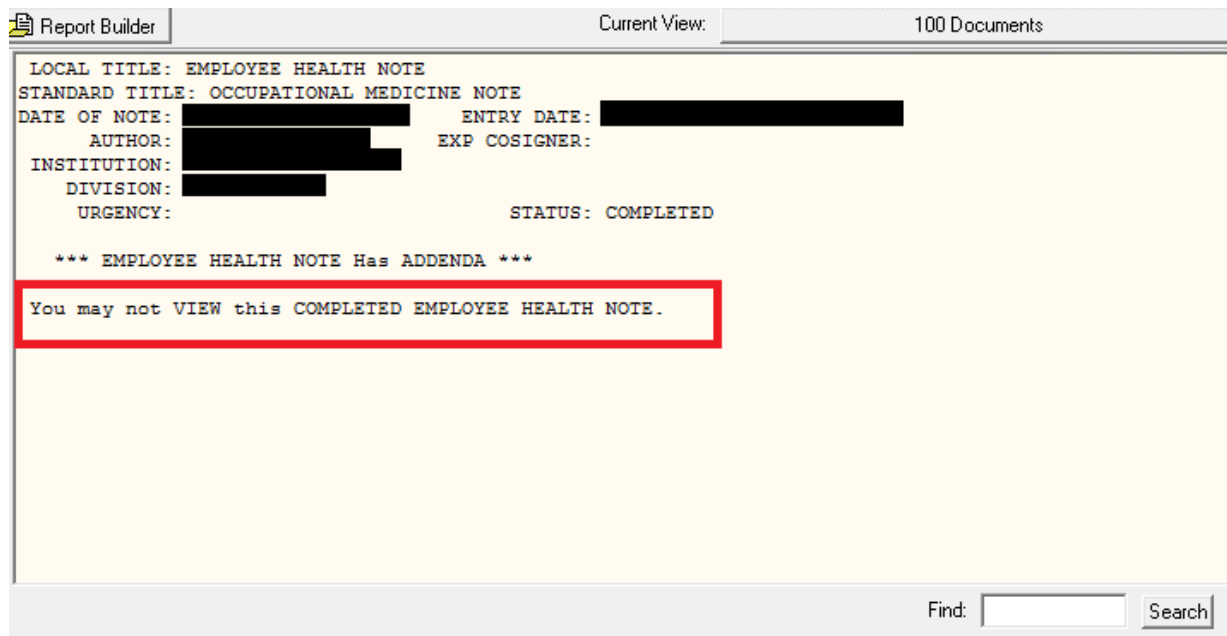 Report Builder Current View: 100 Documents
LOCAL TITLE: EMPLOYEE HEALTH NOTE
STANDARD TITLE: OCCUPATIONAL MEDICINE NOTE
DATE OF NOTE: ENTRY DATE:
AUTHOR: EXP COSIGNER:
INSTITUTION:
DIVISION:
URGENCY: STATUS: COMPLETED
*** EMPLOYEE HEALTH NOTE Has ADDENDA ***
You may not VIEW this COMPLETED EMPLOYEE HEALTH NOTE.
Find: Search